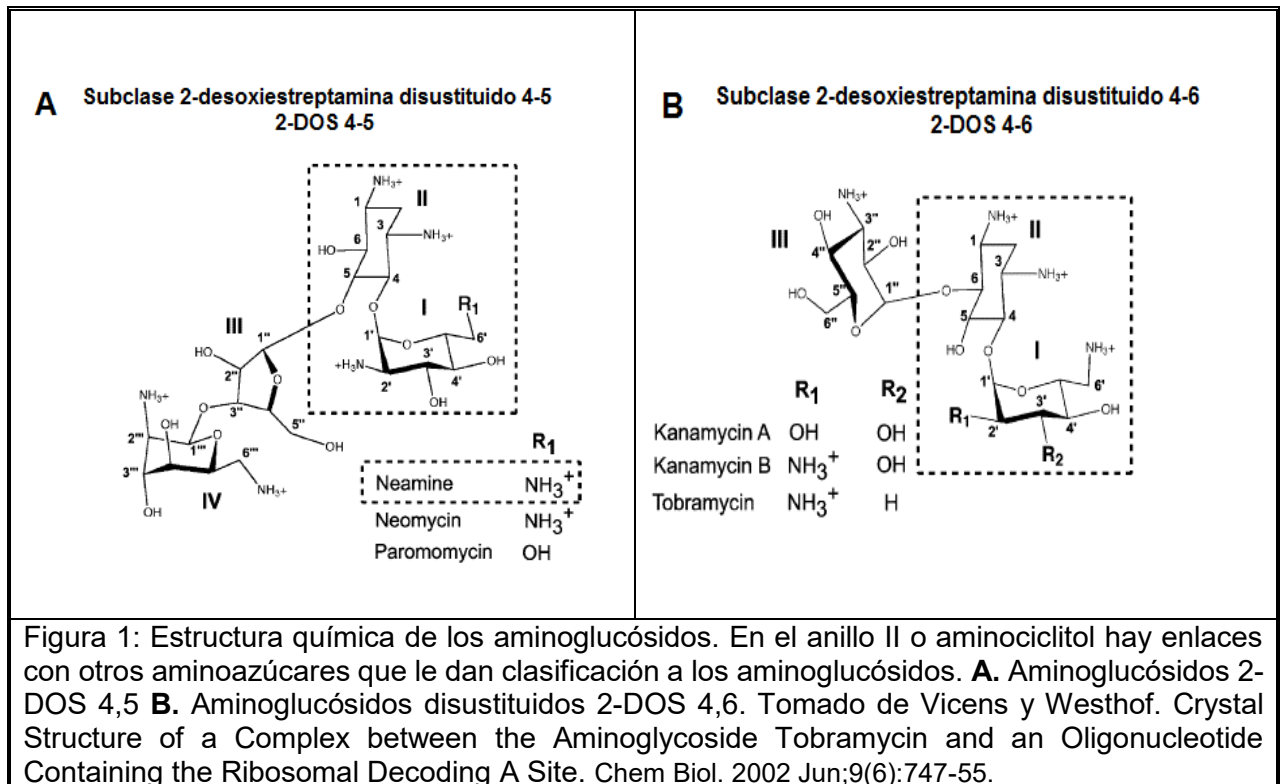 A
Subclase 2-desoxiestreptamina disustituido 4-5
2-DOS 4-5
NH3+
II
1
3
NH3+
6
HO
5
4
O
O
I
R1
III
1''
1'
O
6'
HO
3'
OH
2''
O
+H3N
2'
4'
NH3+
O
3''
OH
OH
5''
2'''
O
OH
1'''
6'''
3'''
NH3+
OH
IV
R1
Neamine NH3+
Neomycin NH3+
Paromomycin OH
B
Subclase 2-desoxiestreptamina disustituido 4-6
2-DOS 4-6
NH3+
OH
3''
NH3+
II
III
2''
OH
1
4''
3
NH3+
5''
1''
O
6
HO
5
4
6''
O
HO
O
I
NH3+
1'
O
6'
R1
R2
R1
3'
OH
2'
4'
R2
Kanamycin A OH OH
Kanamycin B NH3+ OH
Tobramycin NH3+ H
Figura 1: Estructura química de los aminoglucósidos. En el anillo II o aminociclitol hay enlaces
con otros aminoazúcares que le dan clasificación a los aminoglucósidos. A. Aminoglucósidos 2-
DOS 4,5 B. Aminoglucósidos disustituidos 2-DOS 4,6. Tomado de Vicens y Westhof. Crystal
Structure of a Complex between the Aminoglycoside Tobramycin and an Oligonucleotide
Containing the Ribosomal Decoding A Site. Chem Biol. 2002 Jun;9(6):747-55.